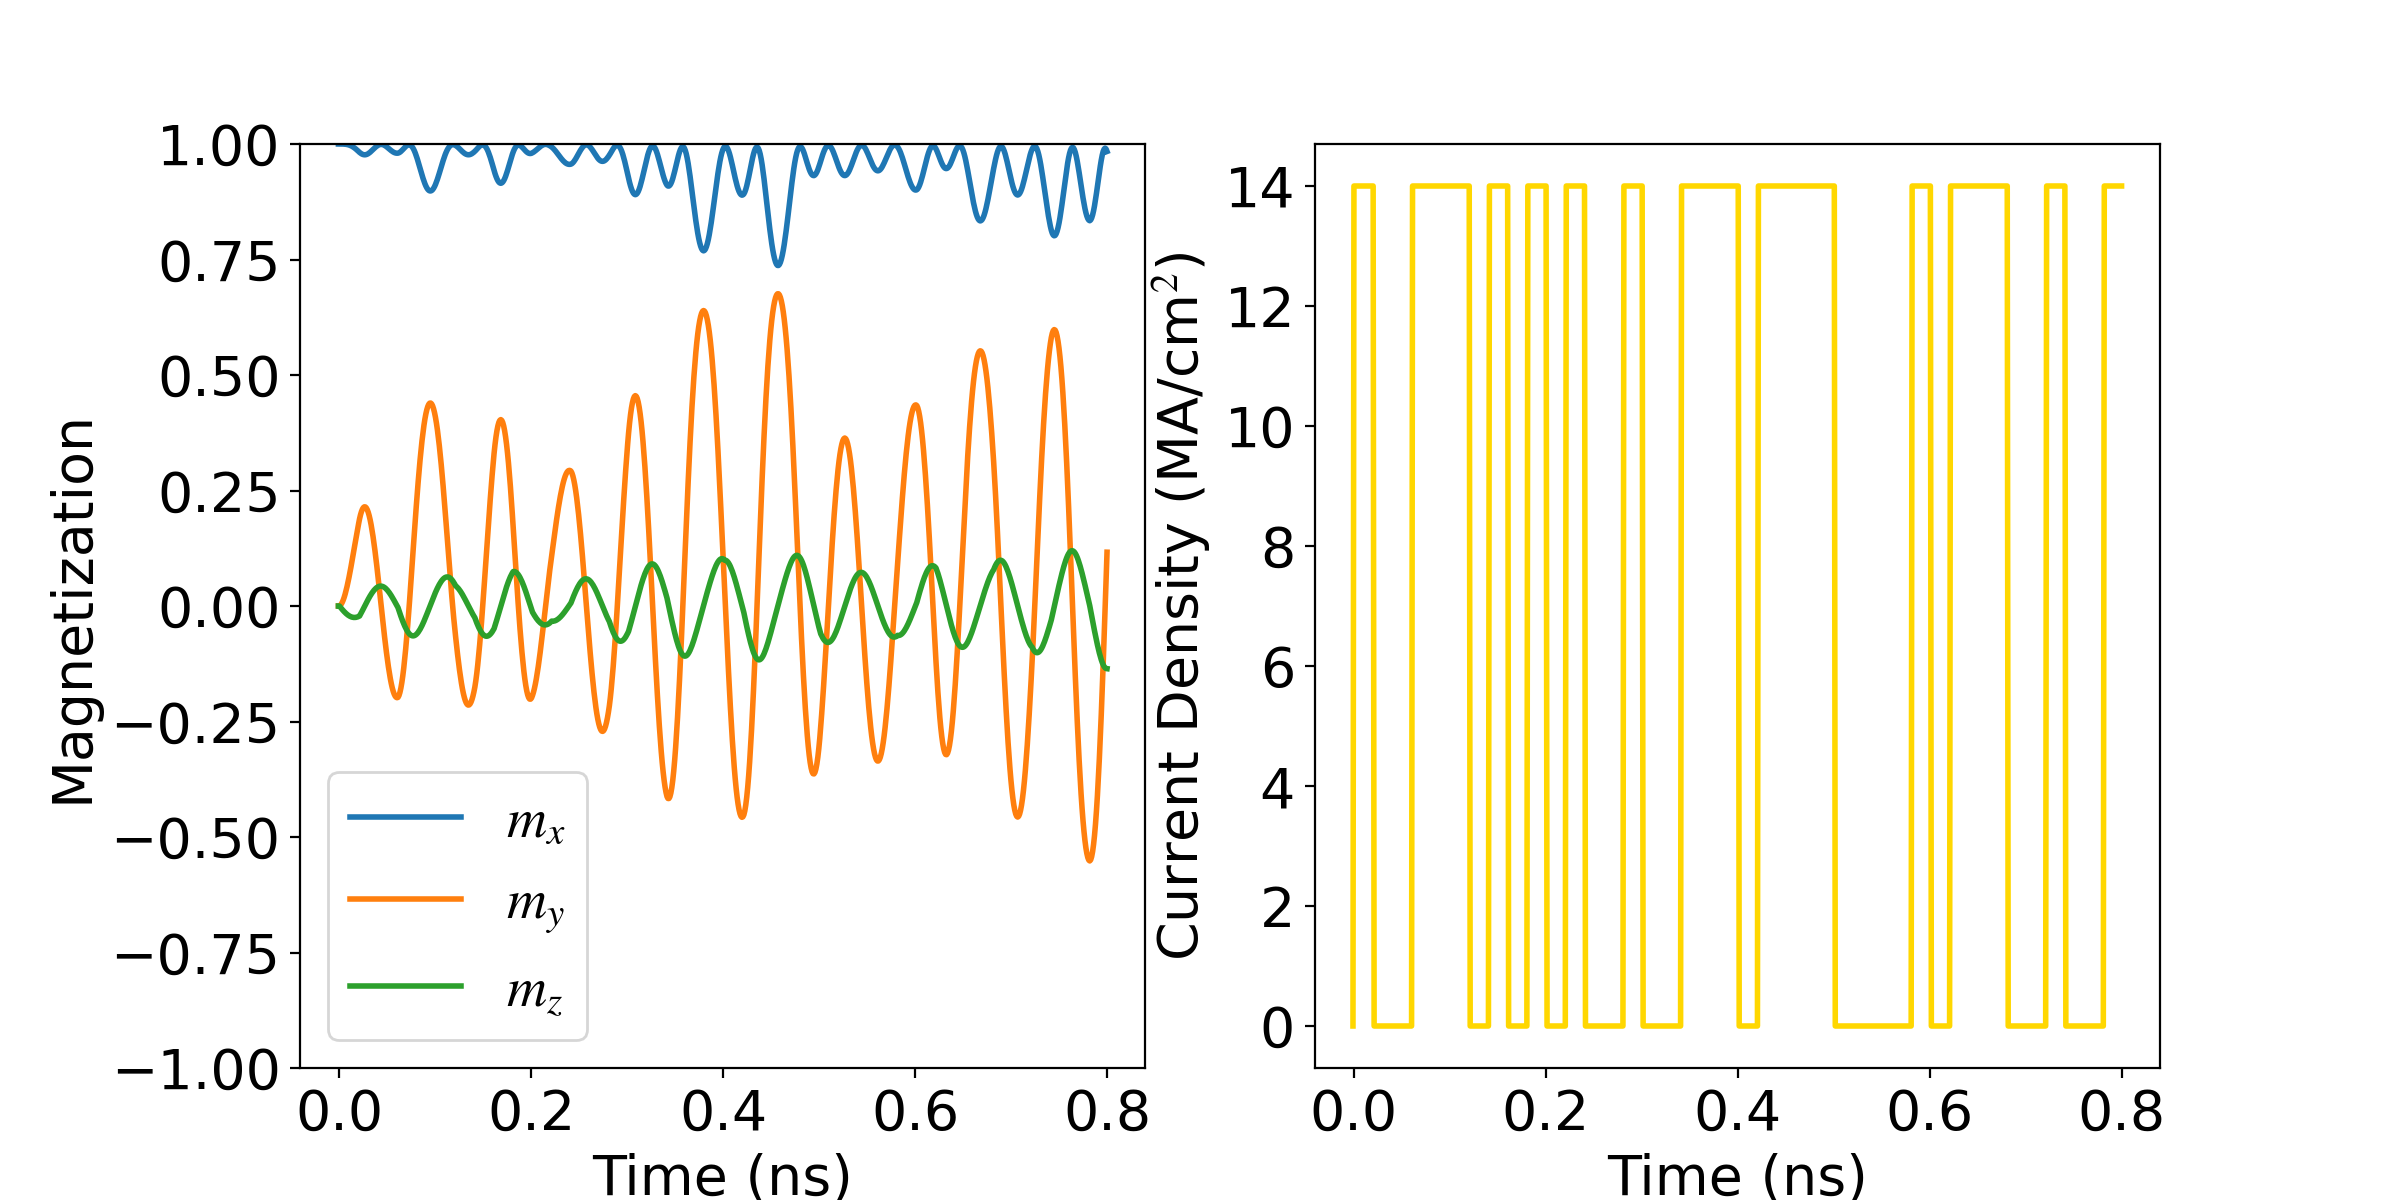 1.00
0.75
0.50
0.25
0.00
−0.25
−0.50
−0.75
−1.00
Magnetization
m_x
m_y
m_z
0.0 0.2 0.4 0.6 0.8
Time (ns)
14
12
10
8
6
4
2
0
Current Density (MA/cm²)
0.0 0.2 0.4 0.6 0.8
Time (ns)